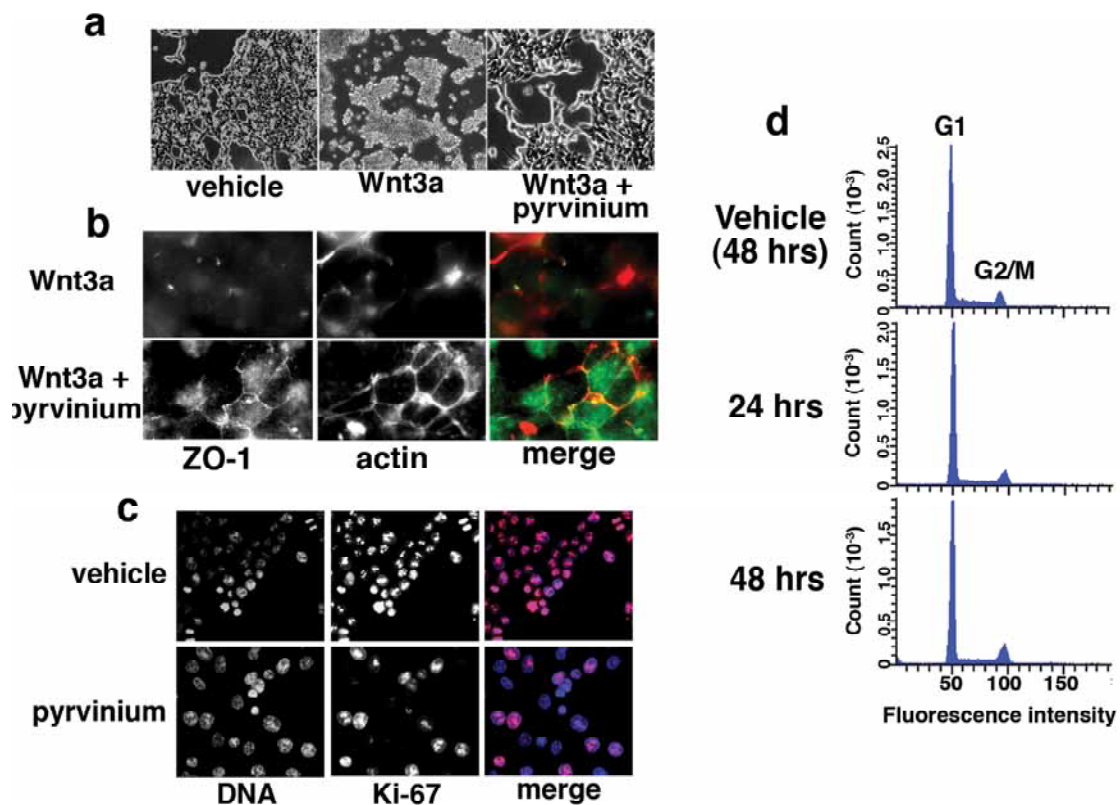 a
vehicle
Wnt3a
Wnt3a +
pyrvinium
b
Wnt3a
Wnt3a +
pyrvinium
ZO-1
actin
merge
c
vehicle
pyrvinium
DNA
Ki-67
merge
d
G1
Vehicle
(48 hrs)
G2/M
Count (10⁻³)
0 0.5 1.0 1.5 2.0 2.5
24 hrs
Count (10⁻³)
0 0.5 1.0 1.5 2.0
48 hrs
Count (10⁻³)
0 0.5 1.0 1.5
50 100 150
Fluorescence intensity